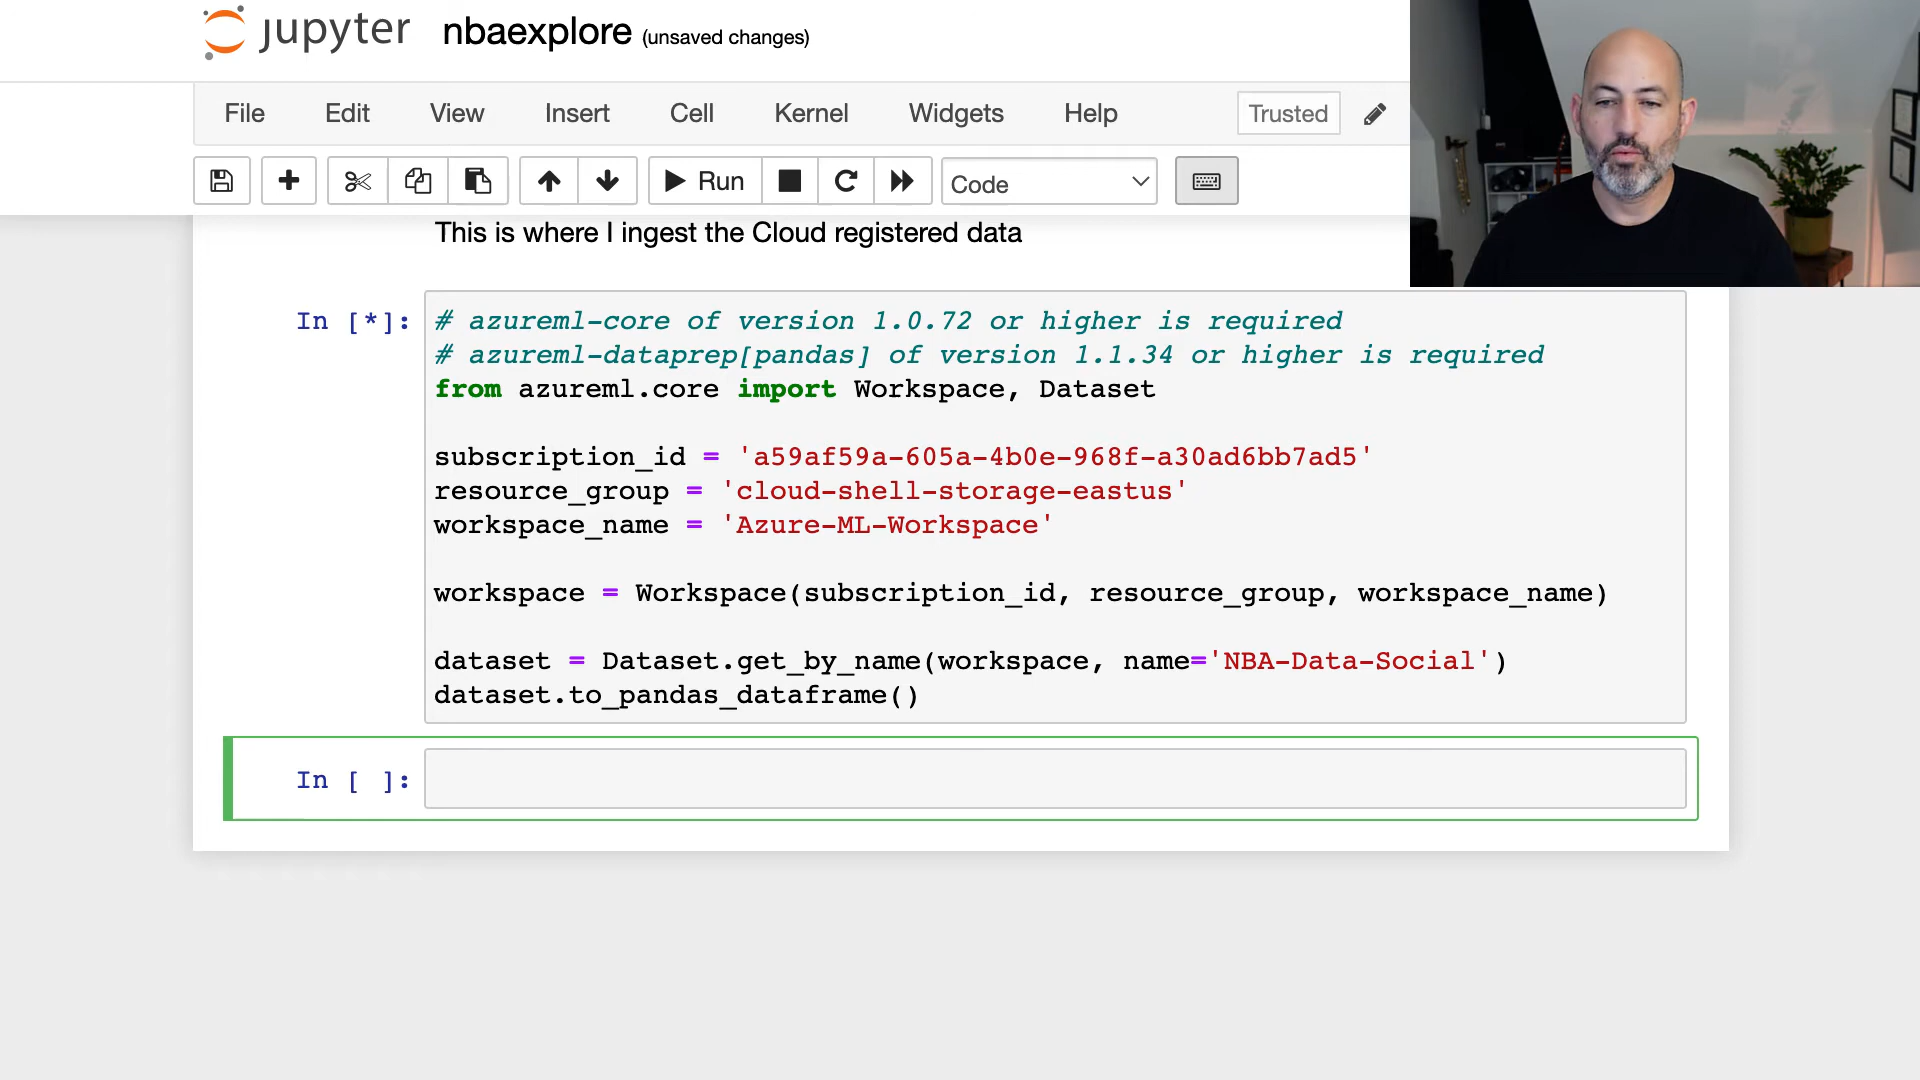 jupyter nbaexplore (unsaved changes)
File Edit View Insert Cell Kernel Widgets Help Trusted
Run Code
This is where I ingest the Cloud registered data
In [*]:
# azureml-core of version 1.0.72 or higher is required
# azureml-dataprep[pandas] of version 1.1.34 or higher is required
from azureml.core import Workspace, Dataset
subscription_id = 'a59af59a-605a-4b0e-968f-a30ad6bb7ad5'
resource_group = 'cloud-shell-storage-eastus'
workspace_name = 'Azure-ML-Workspace'
workspace = Workspace(subscription_id, resource_group, workspace_name)
dataset = Dataset.get_by_name(workspace, name='NBA-Data-Social')
dataset.to_pandas_dataframe()
In [ ]: